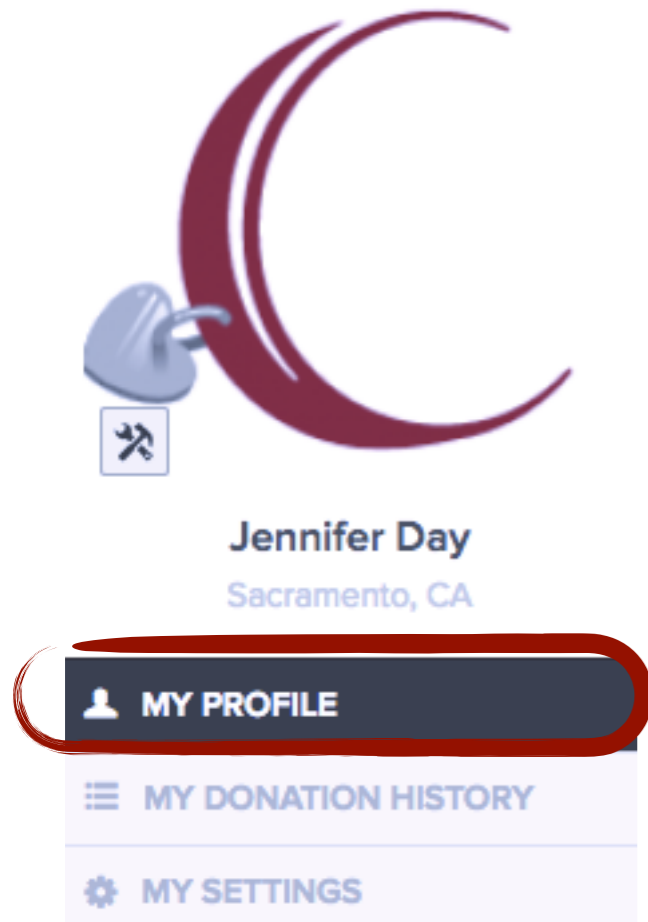 Jennifer Day
Sacramento, CA
MY PROFILE
MY DONATION HISTORY
MY SETTINGS